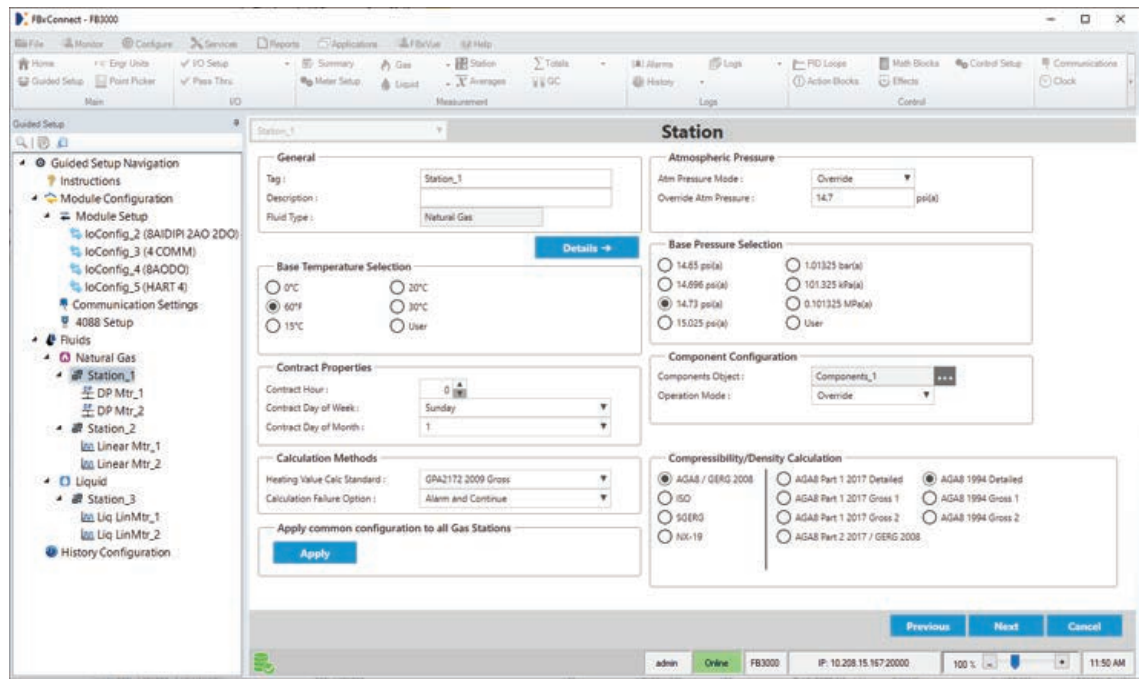 FBxConnect - FB3000
File Monitor Configure Services Reports Applications FBxVue Help
Home Engr Units I/O Setup Summary Gas Station Totals Alarms Logs PID Loops Math Blocks Control Setup Communications
Guided Setup Point Picker Pass Thru Meter Setup Liquid Averages GC History Action Blocks Effects Clock
Main I/O Measurement Logs Control
Guided Setup
Station_1
Station
Guided Setup Navigation
Instructions
Module Configuration
Module Setup
IoConfig_2 (8AIDIPI 2AO 2DO)
IoConfig_3 (4 COMM)
IoConfig_4 (8AODO)
IoConfig_5 (HART 4)
Communication Settings
4088 Setup
Fluids
Natural Gas
Station_1
DP Mtr_1
DP Mtr_2
Station_2
Linear Mtr_1
Linear Mtr_2
Liquid
Station_3
Liq LinMtr_1
Liq LinMtr_2
History Configuration
General
Tag : Station_1
Description :
Fluid Type : Natural Gas
Details →
Base Temperature Selection
0°C 20°C
60°F 30°C
15°C User
Contract Properties
Contract Hour : 0
Contract Day of Week : Sunday
Contract Day of Month : 1
Calculation Methods
Heating Value Calc Standard : GPA2172 2009 Gross
Calculation Failure Option : Alarm and Continue
Apply common configuration to all Gas Stations
Apply
Atmospheric Pressure
Atm Pressure Mode : Override
Override Atm Pressure : 14.7 psi(a)
Base Pressure Selection
14.65 psi(a) 1.01325 bar(a)
14.696 psi(a) 101.325 kPa(a)
14.73 psi(a) 0.101325 MPa(a)
15.025 psi(a) User
Component Configuration
Components Object : Components_1 ...
Operation Mode : Override
Compressibility/Density Calculation
AGA8 / GERG 2008 AGA8 Part 1 2017 Detailed AGA8 1994 Detailed
ISO AGA8 Part 1 2017 Gross 1 AGA8 1994 Gross 1
SGERG AGA8 Part 1 2017 Gross 2 AGA8 1994 Gross 2
NX-19 AGA8 Part 2 2017 / GERG 2008
Previous Next Cancel
admin Online FB3000 IP: 10.208.15.167:20000 100 % - + 11:50 AM